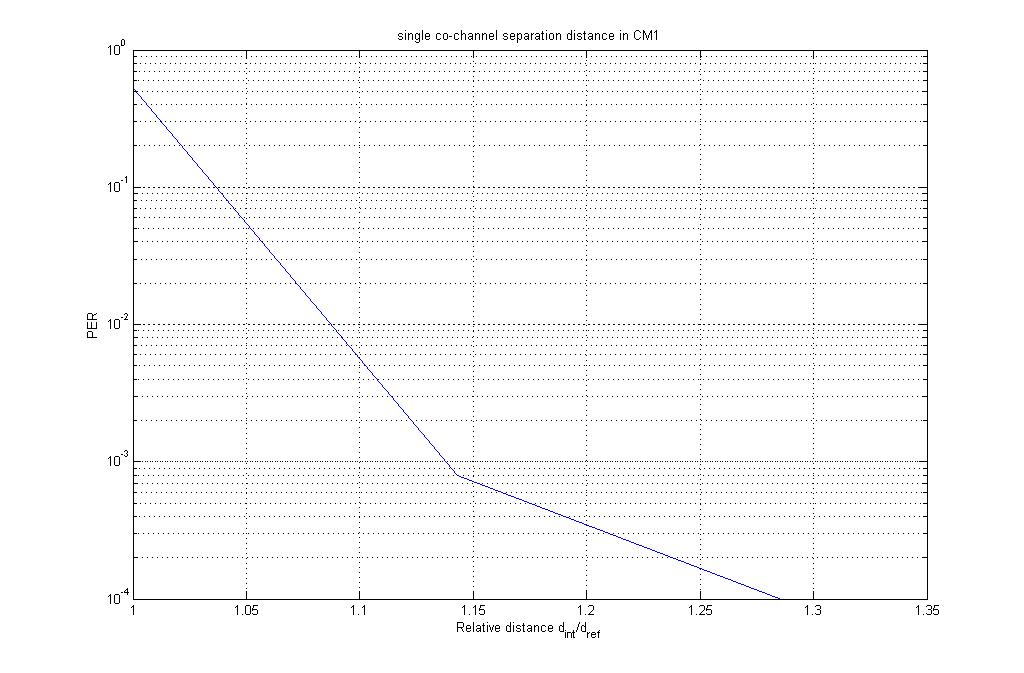 single co-channel separation distance in CM1
10^0
10^-1
10^-2
10^-3
10^-4
PER
1 1.05 1.1 1.15 1.2 1.25 1.3 1.35
Relative distance d_int/d_ref